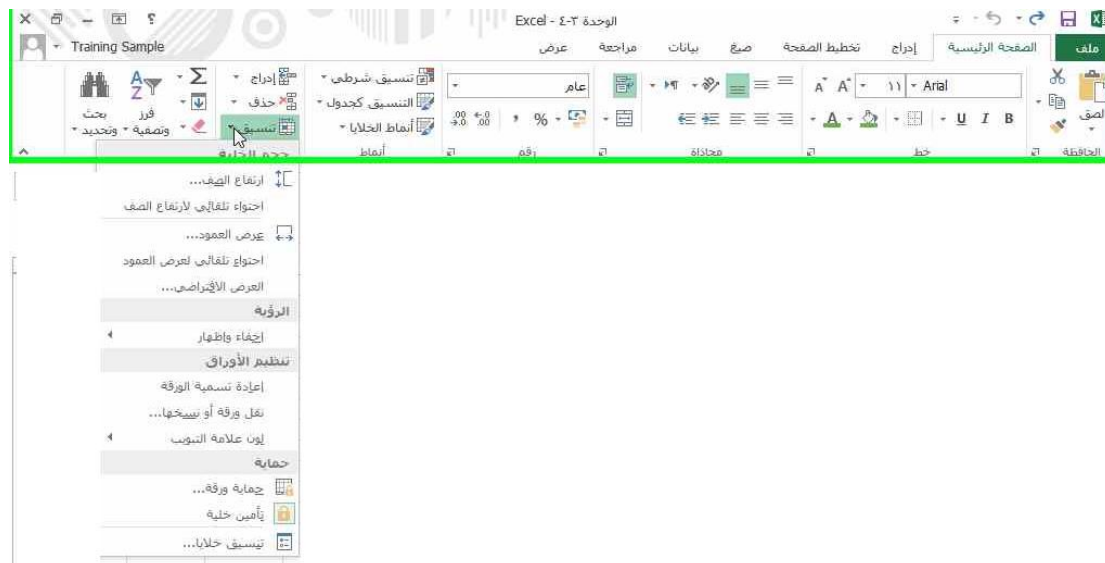 الوحدة ٣-٤ - Excel
Training Sample
ملف
الصفحة الرئيسية
إدراج
تخطيط الصفحة
صيغ
بيانات
مراجعة
عرض
لصق
الحافظة
Arial
١١
B I U
خط
محاذاة
عام
%
رقم
تنسيق شرطي
التنسيق كجدول
أنماط الخلايا
أنماط
إدراج
حذف
تنسيق
فرز وتصفية
بحث وتحديد
حجم الخلية
ارتفاع الصف...
احتواء تلقائي لارتفاع الصف
عرض العمود...
احتواء تلقائي لعرض العمود
العرض الافتراضي...
الرؤية
إخفاء وإظهار
تنظيم الأوراق
إعادة تسمية الورقة
نقل ورقة أو نسخها...
لون علامة التبويب
حماية
حماية ورقة...
تأمين خلية
تنسيق خلايا...